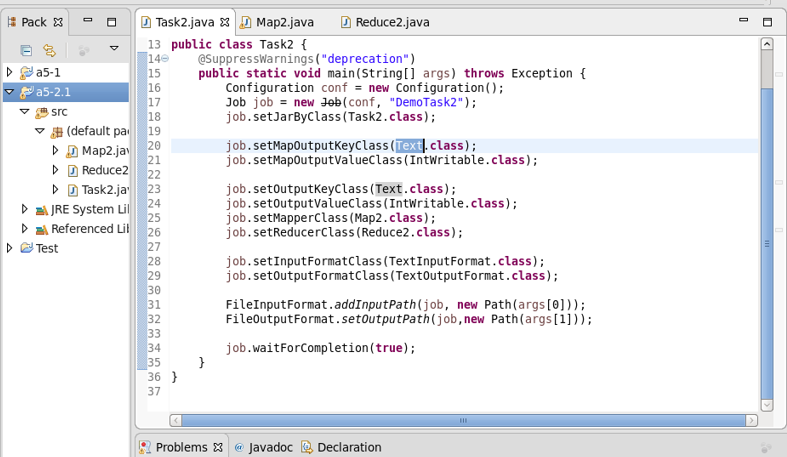 Pack
Task2.java
Map2.java
Reduce2.java
a5-1
a5-2.1
src
(default pa
Map2.jav
Reduce2
Task2.jav
JRE System Li
Referenced Lib
Test
13 public class Task2 {
14 @SuppressWarnings("deprecation")
15 public static void main(String[] args) throws Exception {
16 Configuration conf = new Configuration();
17 Job job = new Job(conf, "DemoTask2");
18 job.setJarByClass(Task2.class);
19
20 job.setMapOutputKeyClass(Text.class);
21 job.setMapOutputValueClass(IntWritable.class);
22
23 job.setOutputKeyClass(Text.class);
24 job.setOutputValueClass(IntWritable.class);
25 job.setMapperClass(Map2.class);
26 job.setReducerClass(Reduce2.class);
27
28 job.setInputFormatClass(TextInputFormat.class);
29 job.setOutputFormatClass(TextOutputFormat.class);
30
31 FileInputFormat.addInputPath(job, new Path(args[0]));
32 FileOutputFormat.setOutputPath(job,new Path(args[1]));
33
34 job.waitForCompletion(true);
35 }
36 }
37
Problems
@ Javadoc
Declaration